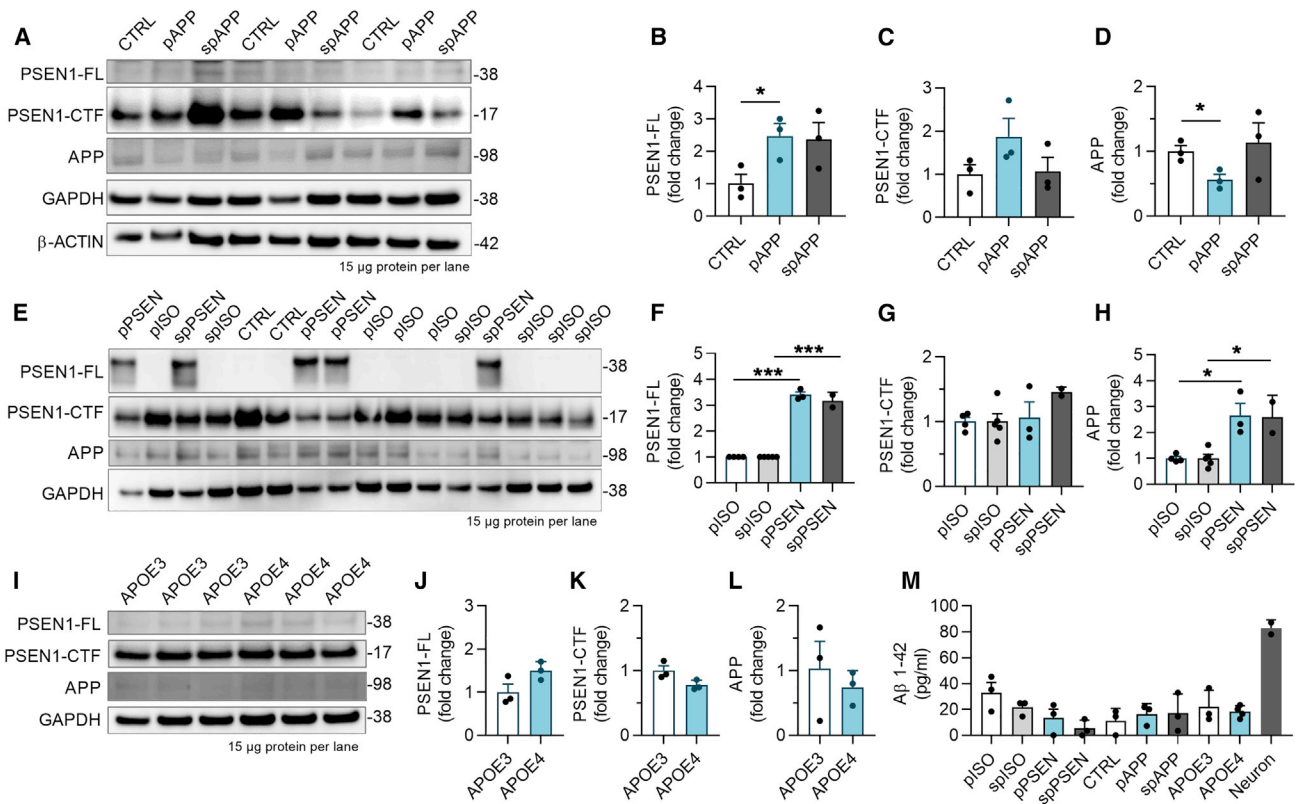 A
CTRL pAPP spAPP CTRL pAPP spAPP CTRL pAPP spAPP
PSEN1-FL -38
PSEN1-CTF -17
APP -98
GAPDH -38
β-ACTIN -42
15 µg protein per lane
B
PSEN1-FL
(fold change)
4
3
2
1
0
*
CTRL pAPP spAPP
C
PSEN1-CTF
(fold change)
3
2
1
0
CTRL pAPP spAPP
D
APP
(fold change)
2
1
0
*
CTRL pAPP spAPP
E
pPSEN pISO spPSEN spISO CTRL CTRL pPSEN pPSEN pISO pISO pISO spISO spPSEN spISO spISO spISO
PSEN1-FL -38
PSEN1-CTF -17
APP -98
GAPDH -38
15 µg protein per lane
F
PSEN1-FL
(fold change)
5
4
3
2
1
0
***
***
pISO spISO pPSEN spPSEN
G
PSEN1-CTF
(fold change)
2
1
0
pISO spISO pPSEN spPSEN
H
APP
(fold change)
5
4
3
2
1
0
*
*
pISO spISO pPSEN spPSEN
I
APOE3 APOE3 APOE3 APOE4 APOE4 APOE4
PSEN1-FL -38
PSEN1-CTF -17
APP -98
GAPDH -38
15 µg protein per lane
J
PSEN1-FL
(fold change)
3
2
1
0
APOE3 APOE4
K
PSEN1-CTF
(fold change)
2
1
0
APOE3 APOE4
L
APP
(fold change)
2
1
0
APOE3 APOE4
M
Aβ 1-42
(pg/ml)
100
80
60
40
20
0
pISO spISO pPSEN spPSEN CTRL pAPP spAPP APOE3 APOE4 Neuron